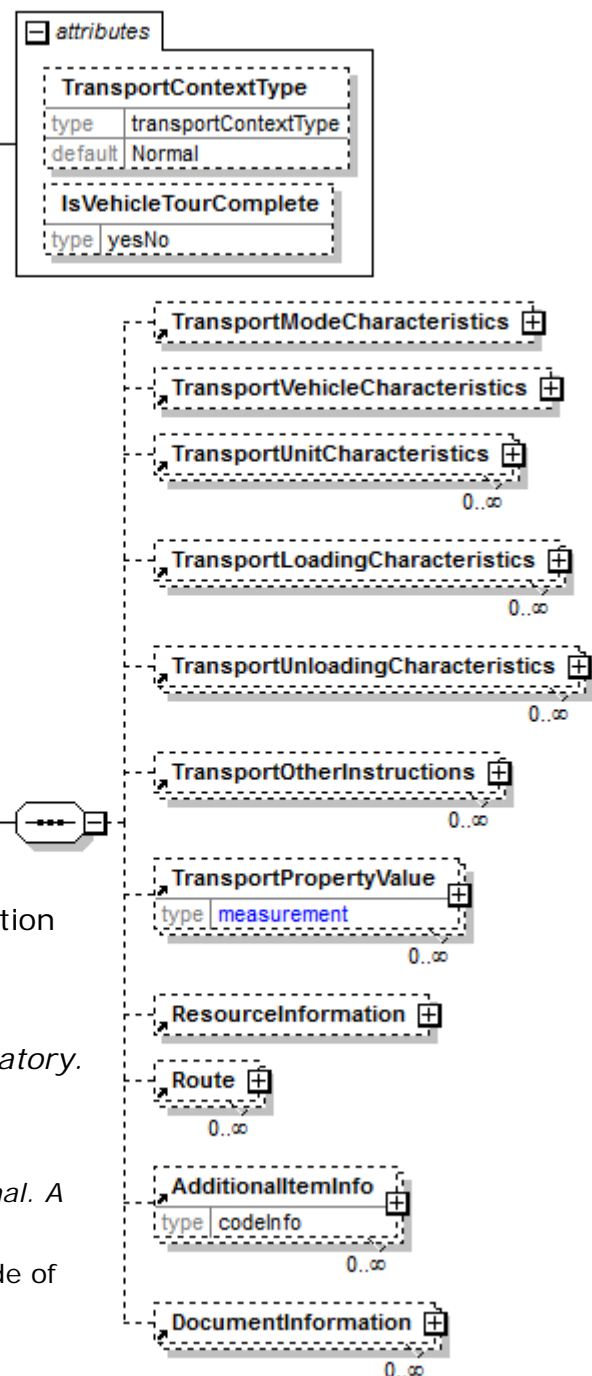 attributes
TransportContextType
type transportContextType
default Normal
IsVehicleTourComplete
type yesNo
TransportModeCharacteristics
TransportVehicleCharacteristics
TransportUnitCharacteristics
0..∞
TransportLoadingCharacteristics
0..∞
TransportUnloadingCharacteristics
0..∞
TransportOtherInstructions
0..∞
TransportPropertyValue
tion
type measurement
0..∞
ResourceInformation
atory.
Route
0..∞
AdditionalItemInfo
al. A
type codeInfo
0..∞
de of
DocumentInformation
0..∞